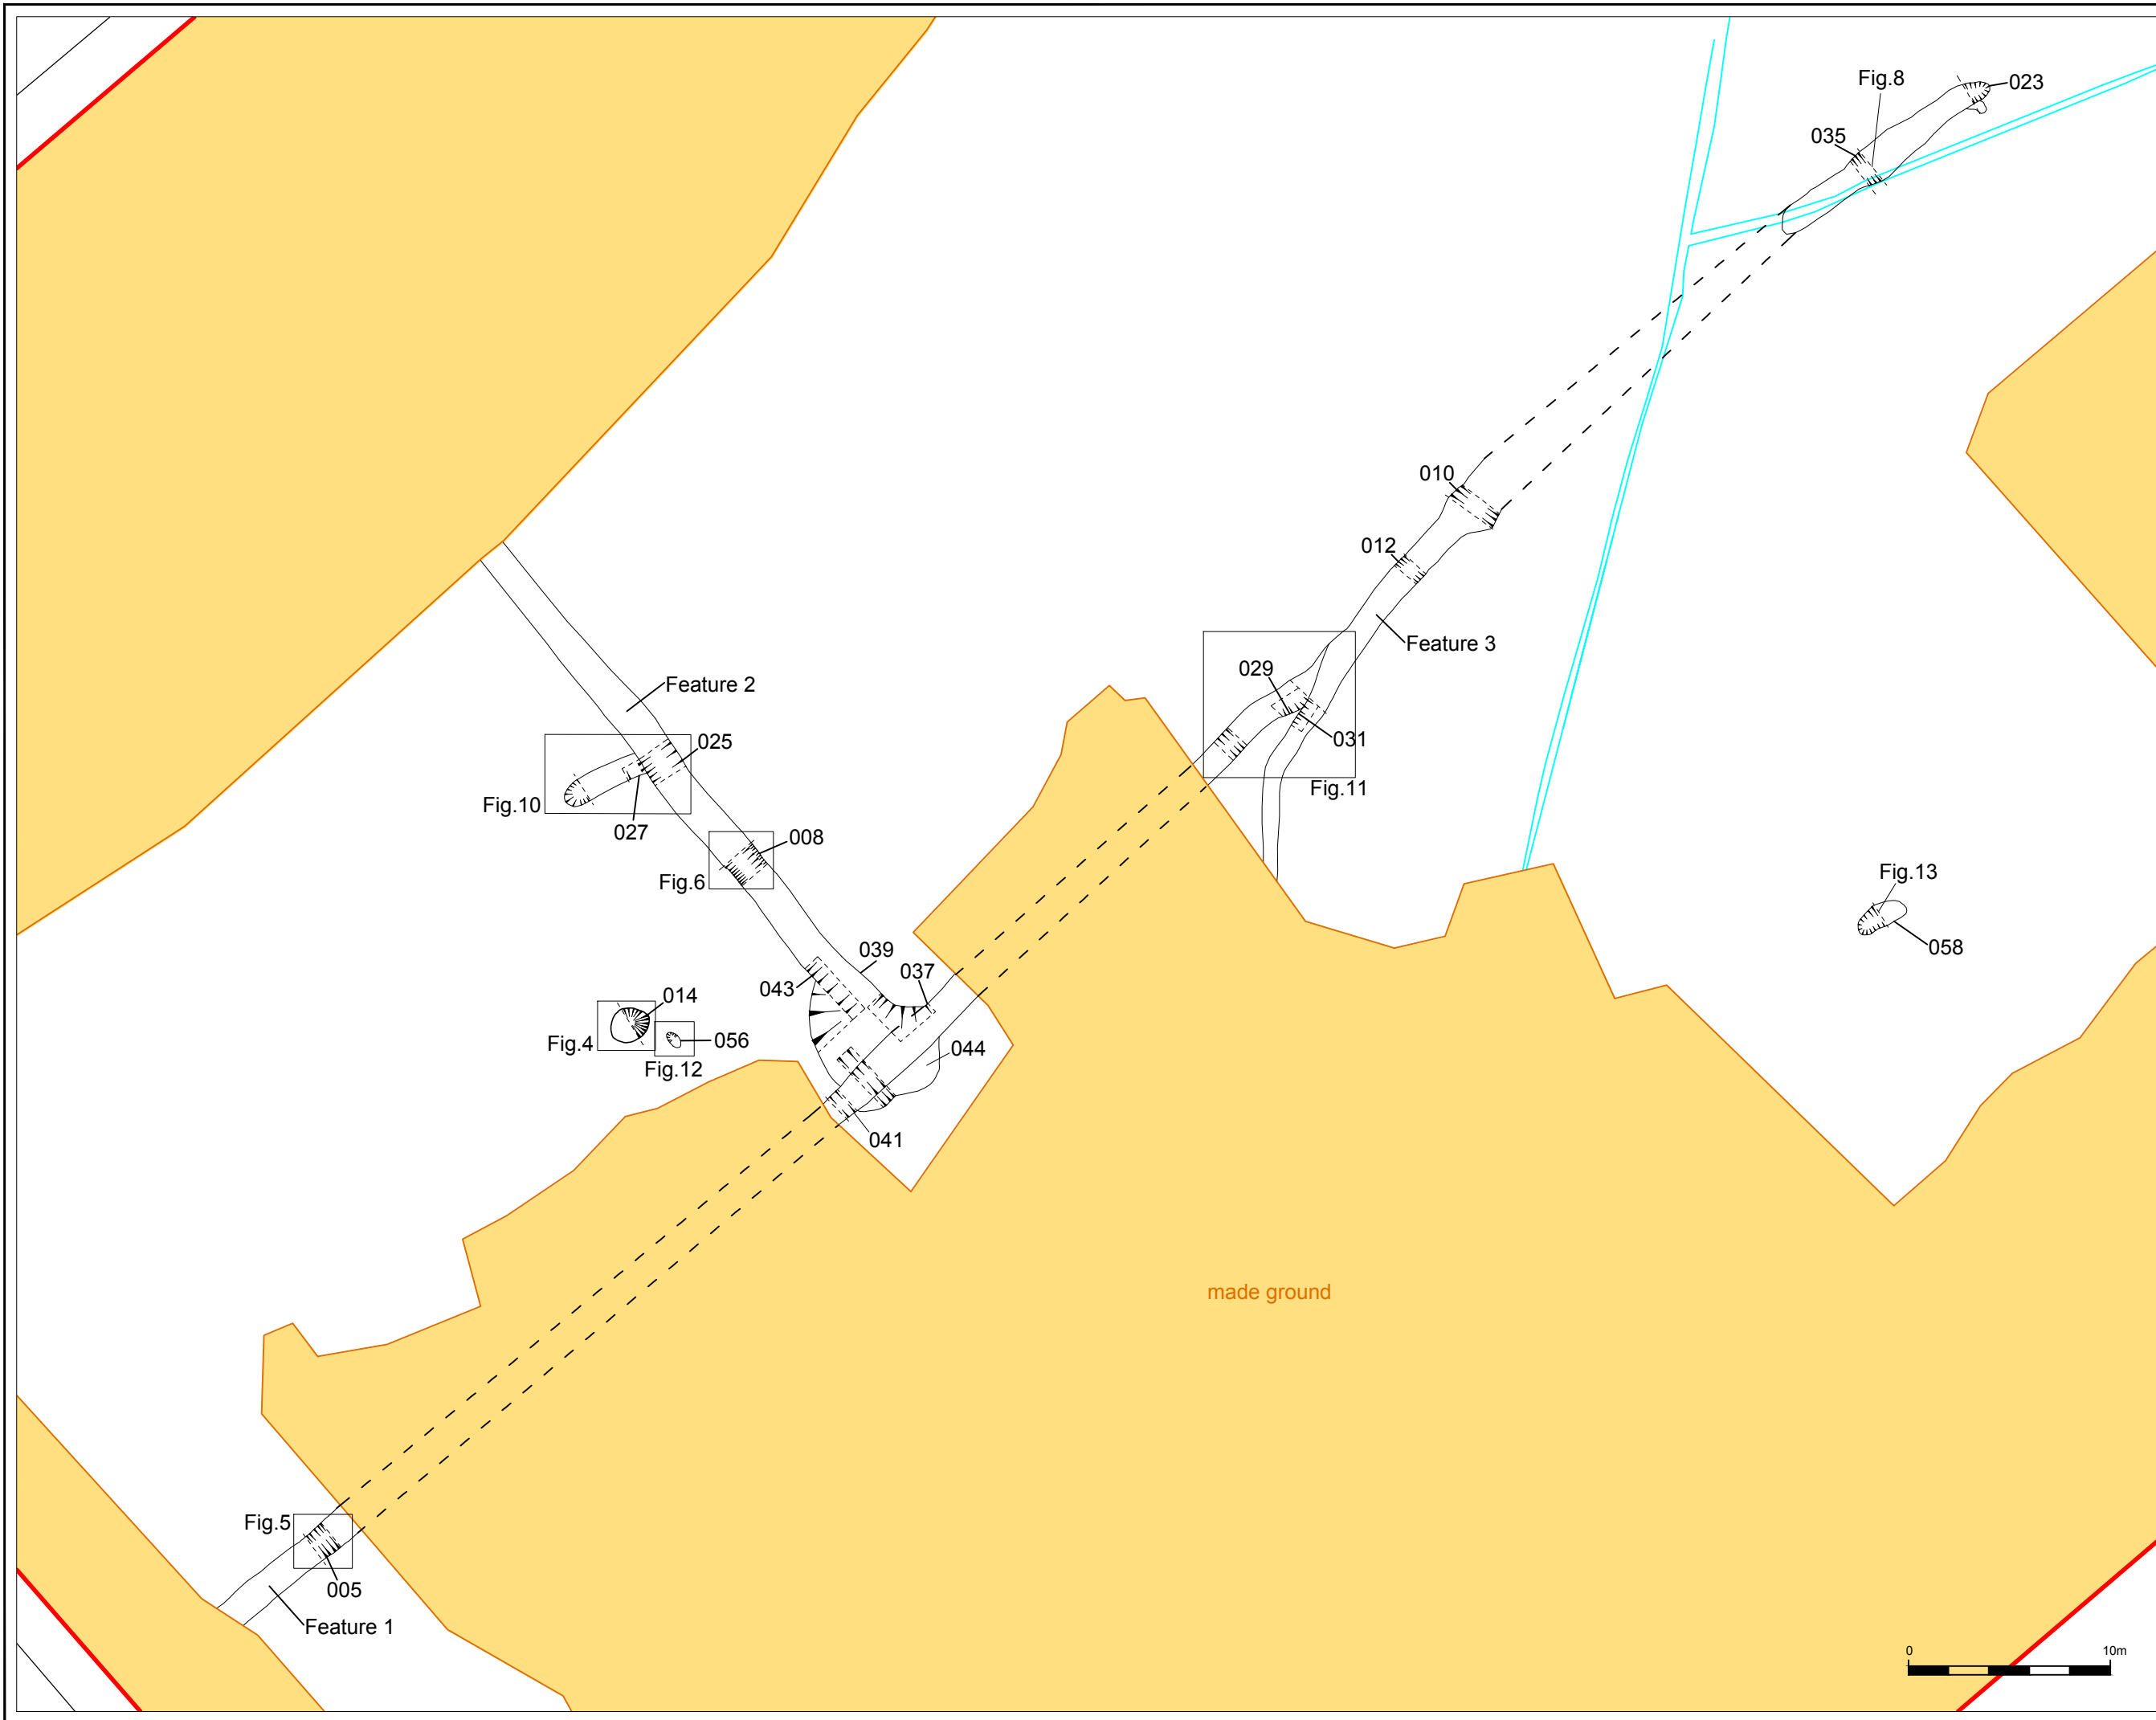 Fig.8
023
035
010
012
Feature 3
029
031
Fig.11
Feature 2
025
Fig.10
027
008
Fig.6
Fig.13
058
039
037
043
014
Fig.4
056
Fig.12
044
041
made ground
Fig.5
005
Feature 1
0
10m